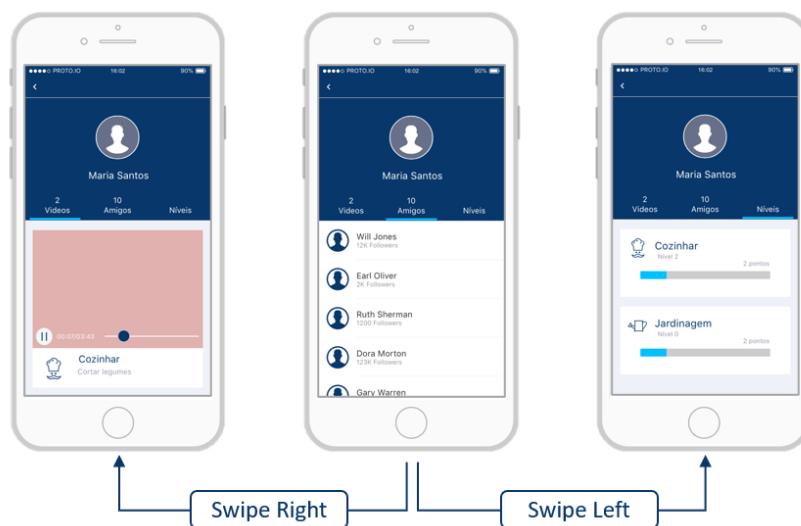 ●●●●○ PROTO.IO 16:02 90%
Maria Santos
2 10
Videos Amigos Níveis
00:07/03:43
Cozinhar
Cortar legumes
●●●●○ PROTO.IO 16:02 90%
Maria Santos
2 10
Videos Amigos Níveis
Will Jones
12K Followers
Earl Oliver
2K Followers
Ruth Sherman
1200 Followers
Dora Morton
123K Followers
Gary Warren
●●●●○ PROTO.IO 16:02 90%
Maria Santos
2 10
Videos Amigos Níveis
Cozinhar
Nível 2
2 pontos
Jardinagem
Nível 0
2 pontos
Swipe Right
Swipe Left